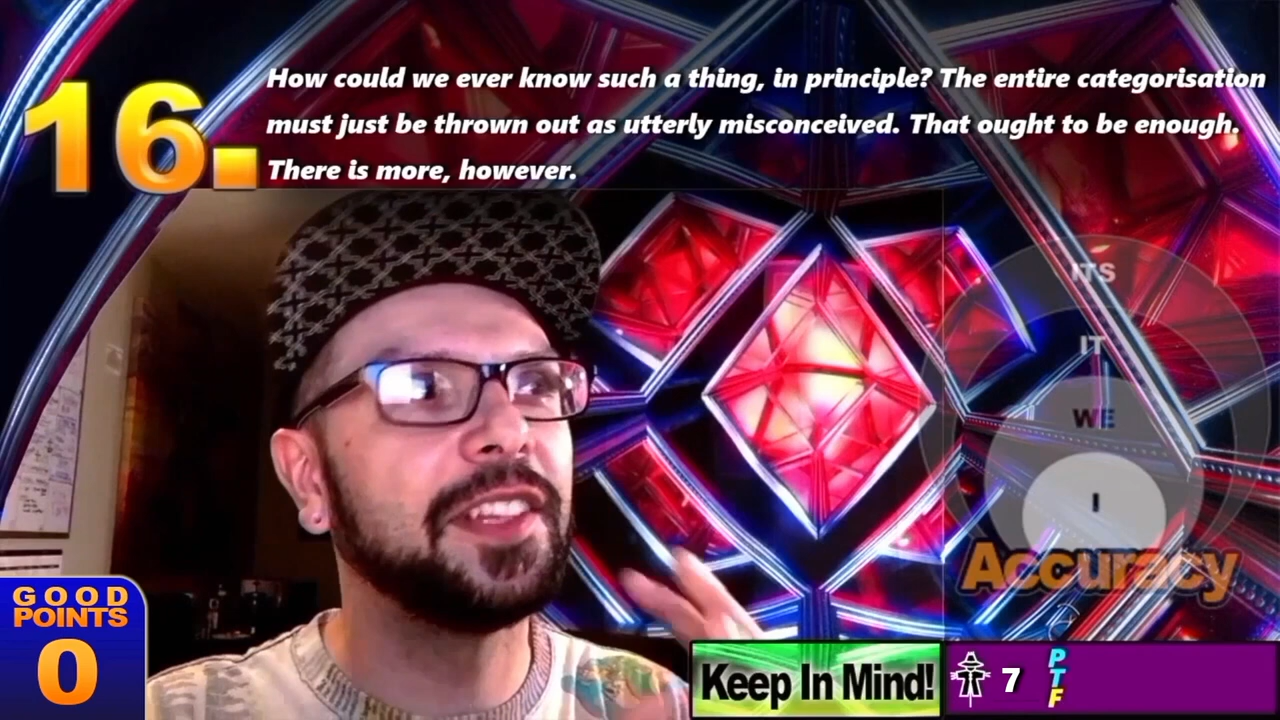 16.
How could we ever know such a thing, in principle? The entire categorisation
must just be thrown out as utterly misconceived. That ought to be enough.
There is more, however.
ITS
IT
WE
I
Accuracy
GOOD
POINTS
0
Keep In Mind!
7
PTF